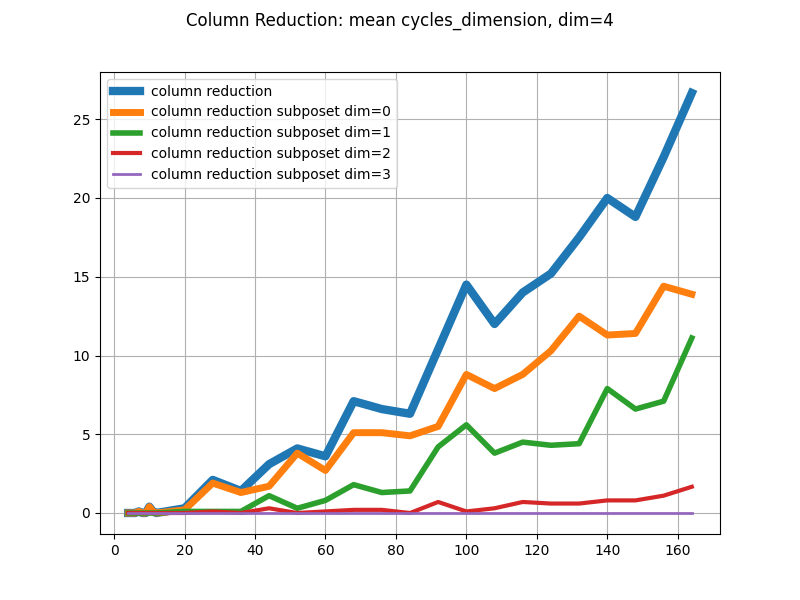 Column Reduction: mean cycles_dimension, dim=4
column reduction
column reduction subposet dim=0
column reduction subposet dim=1
column reduction subposet dim=2
column reduction subposet dim=3
25
20
15
10
5
0
0 20 40 60 80 100 120 140 160